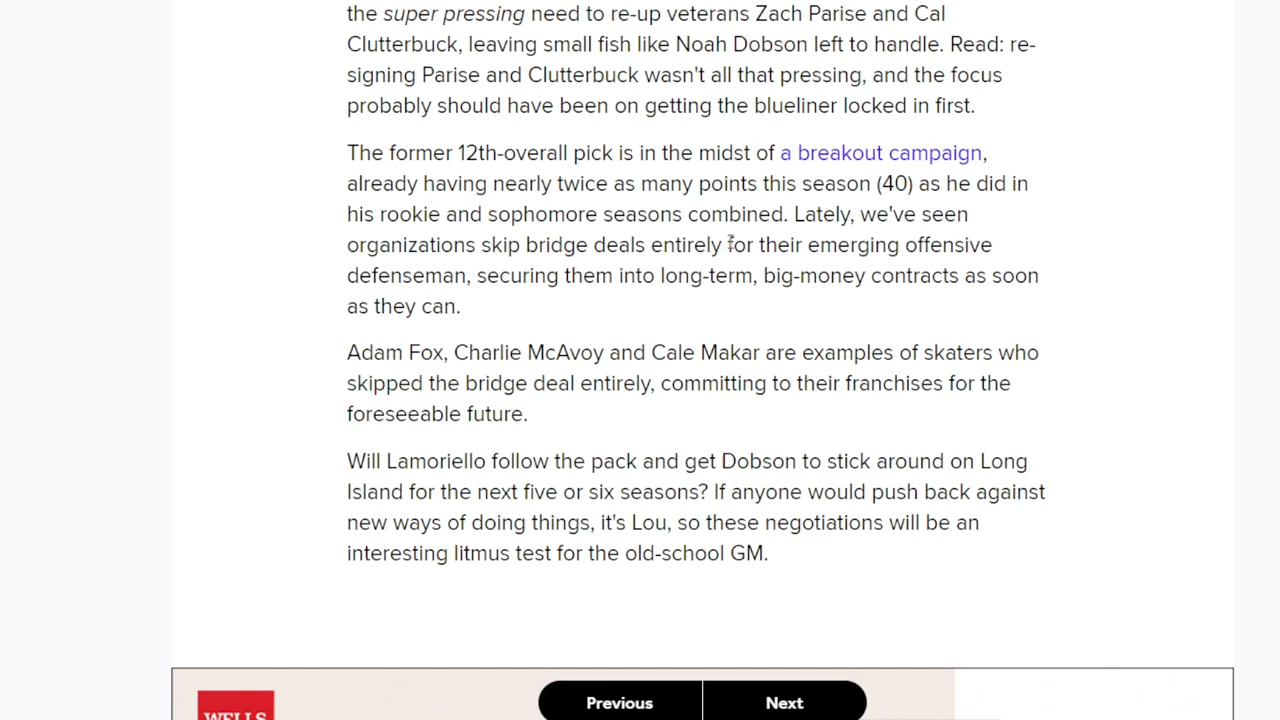 the super pressing need to re-up veterans Zach Parise and Cal
Clutterbuck, leaving small fish like Noah Dobson left to handle. Read: re-
signing Parise and Clutterbuck wasn't all that pressing, and the focus
probably should have been on getting the blueliner locked in first.
The former 12th-overall pick is in the midst of a breakout campaign,
already having nearly twice as many points this season (40) as he did in
his rookie and sophomore seasons combined. Lately, we've seen
organizations skip bridge deals entirely for their emerging offensive
defenseman, securing them into long-term, big-money contracts as soon
as they can.
Adam Fox, Charlie McAvoy and Cale Makar are examples of skaters who
skipped the bridge deal entirely, committing to their franchises for the
foreseeable future.
Will Lamoriello follow the pack and get Dobson to stick around on Long
Island for the next five or six seasons? If anyone would push back against
new ways of doing things, it's Lou, so these negotiations will be an
interesting litmus test for the old-school GM.
Previous Next
WELLS